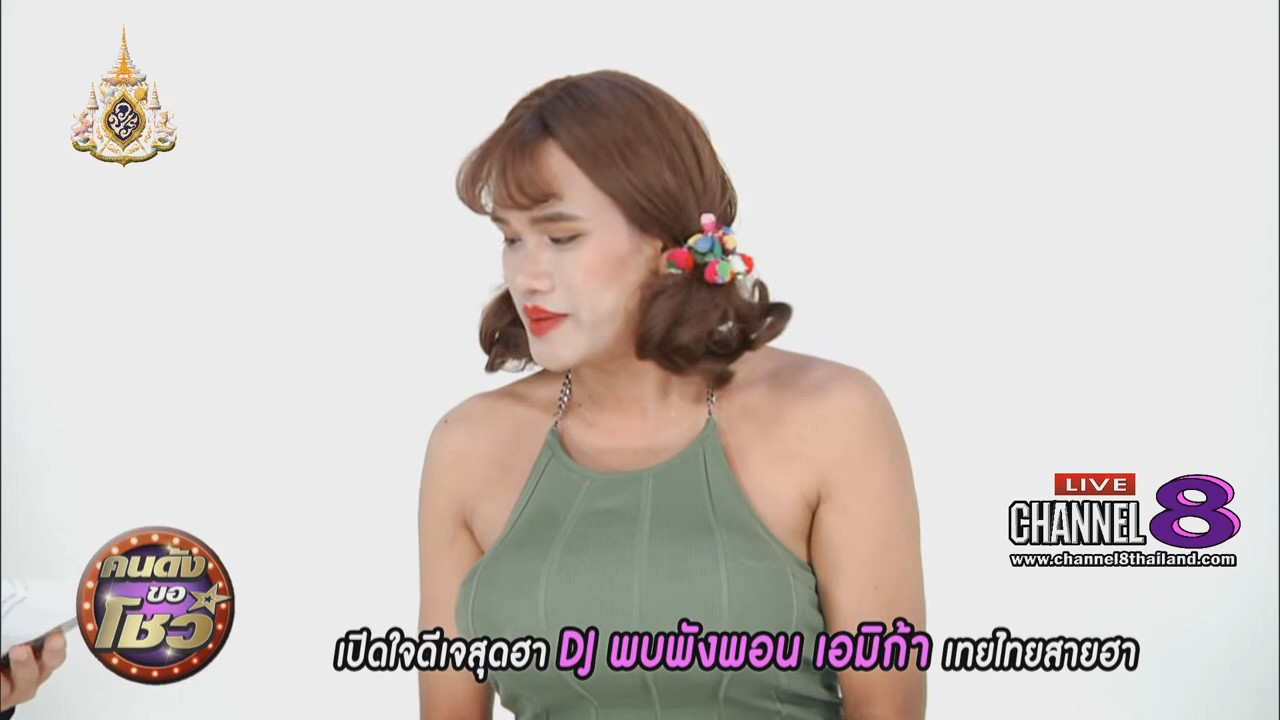 LIVE
CHANNEL 8
www.channel8thailand.com
คนดัง
ขอ
โชว์
เปิดใจดีเจสุดฮา DJ พบพังพอน เอมิก้า เทยไทยสายฮา